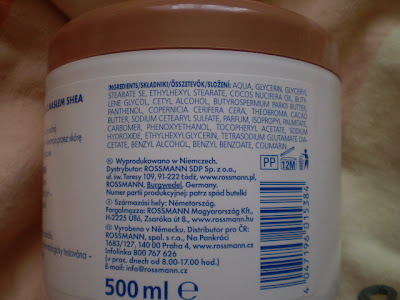 MASŁEM SHEA
INGREDIENTS/SKŁADNIKI/ÖSSZETEVŐK/SLOŽENÍ: AQUA, GLYCERIN, GLYCERYL
STEARATE SE, ETHYLHEXYL STEARATE, COCOS NUCIFERA OIL, BUTY-
LENE GLYCOL, CETYL ALCOHOL, BUTYROSPERMUM PARKII BUTTER,
PANTHENOL, COPERNICIA CERIFERA CERA, THEOBROMA CACAO
BUTTER, SODIUM CETEARYL SULFATE, PARFUM, ISOPROPYL PALMITATE,
CARBOMER, PHENOXYETHANOL, TOCOPHERYL ACETATE, SODIUM
HYDROXIDE, ETHYLHEXYLGLYCERIN, TETRASODIUM GLUTAMATE DIA-
CETATE, BENZYL ALCOHOL, BENZYL BENZOATE, COUMARIN.
Wyprodukowano w Niemczech.
Dystrybutor: ROSSMANN SDP Sp. z o.o.
ul. św. Teresy 109, 91-222 Łódź, www.rossmann.pl,
ROSSMANN, Burgwedel, Germany.
Numer partii produkcyjnej: patrz spód butelki
Származási hely: Németország.
Forgalmazza: ROSSMANN Magyarország Kft.,
H-2225 Üllő, Zsaróka út 8., www.rossmann.hu
Vyrobeno v Německu. Distributor pro ČR:
ROSSMANN, spol. s r.o., Na Pankráci
1683/127, 140 00 Praha 4, www.rossmann.cz
Infolinka 800 767 626
(v prac. dnech od 8.00-17.00 hod.)
E-mail: info@rossmann.cz
500 ml e
PP
12M
4 047196 015384